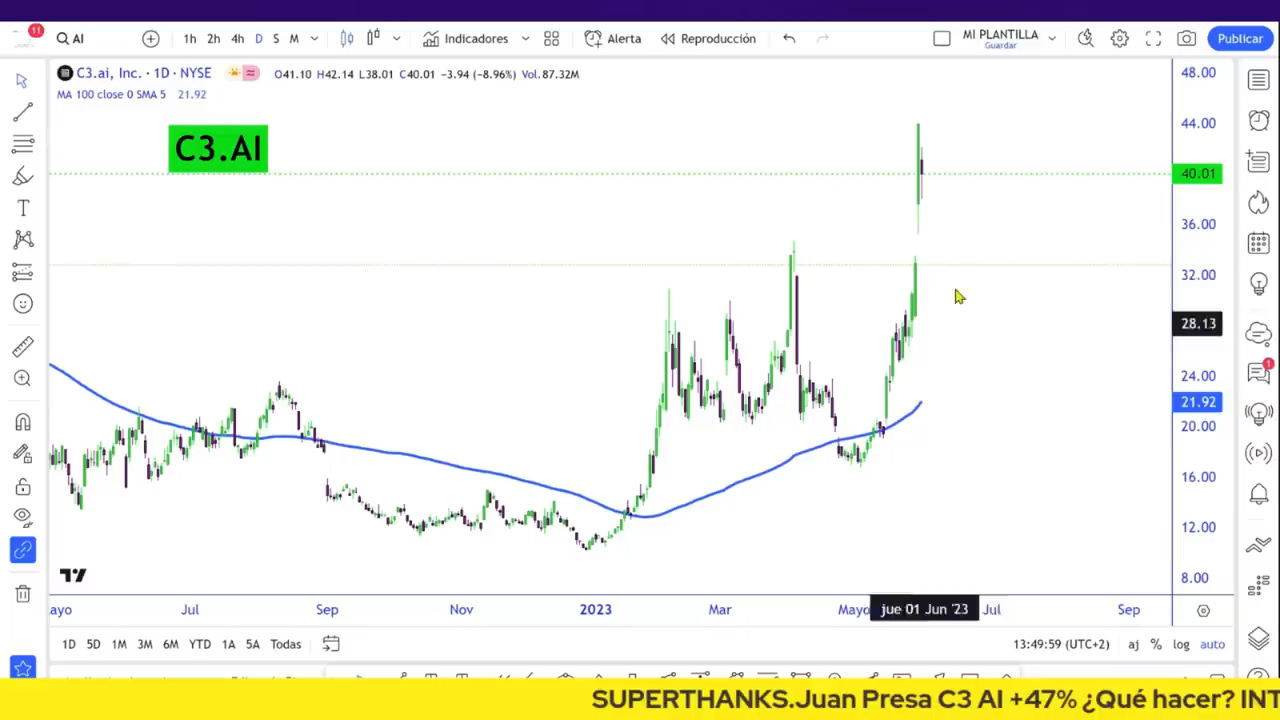 11
AI
1h 2h 4h D S M
Indicadores
Alerta
Reproducción
MI PLANTILLA
Guardar
Publicar
C3.ai, Inc. · 1D · NYSE
O41.10 H42.14 L38.01 C40.01 −3.94 (−8.96%) Vol.87.32M
MA 100 close 0 SMA 5 21.92
C3.AI
48.00
44.00
40.01
36.00
32.00
28.13
24.00
21.92
20.00
16.00
12.00
8.00
1
ayo Jul Sep Nov 2023 Mar Mayo jue 01 Jun '23 Jul Sep
1D 5D 1M 3M 6M YTD 1A 5A Todas
13:49:59 (UTC+2) aj % log auto
SUPERTHANKS.Juan Presa C3 AI +47% ¿Qué hacer? INT